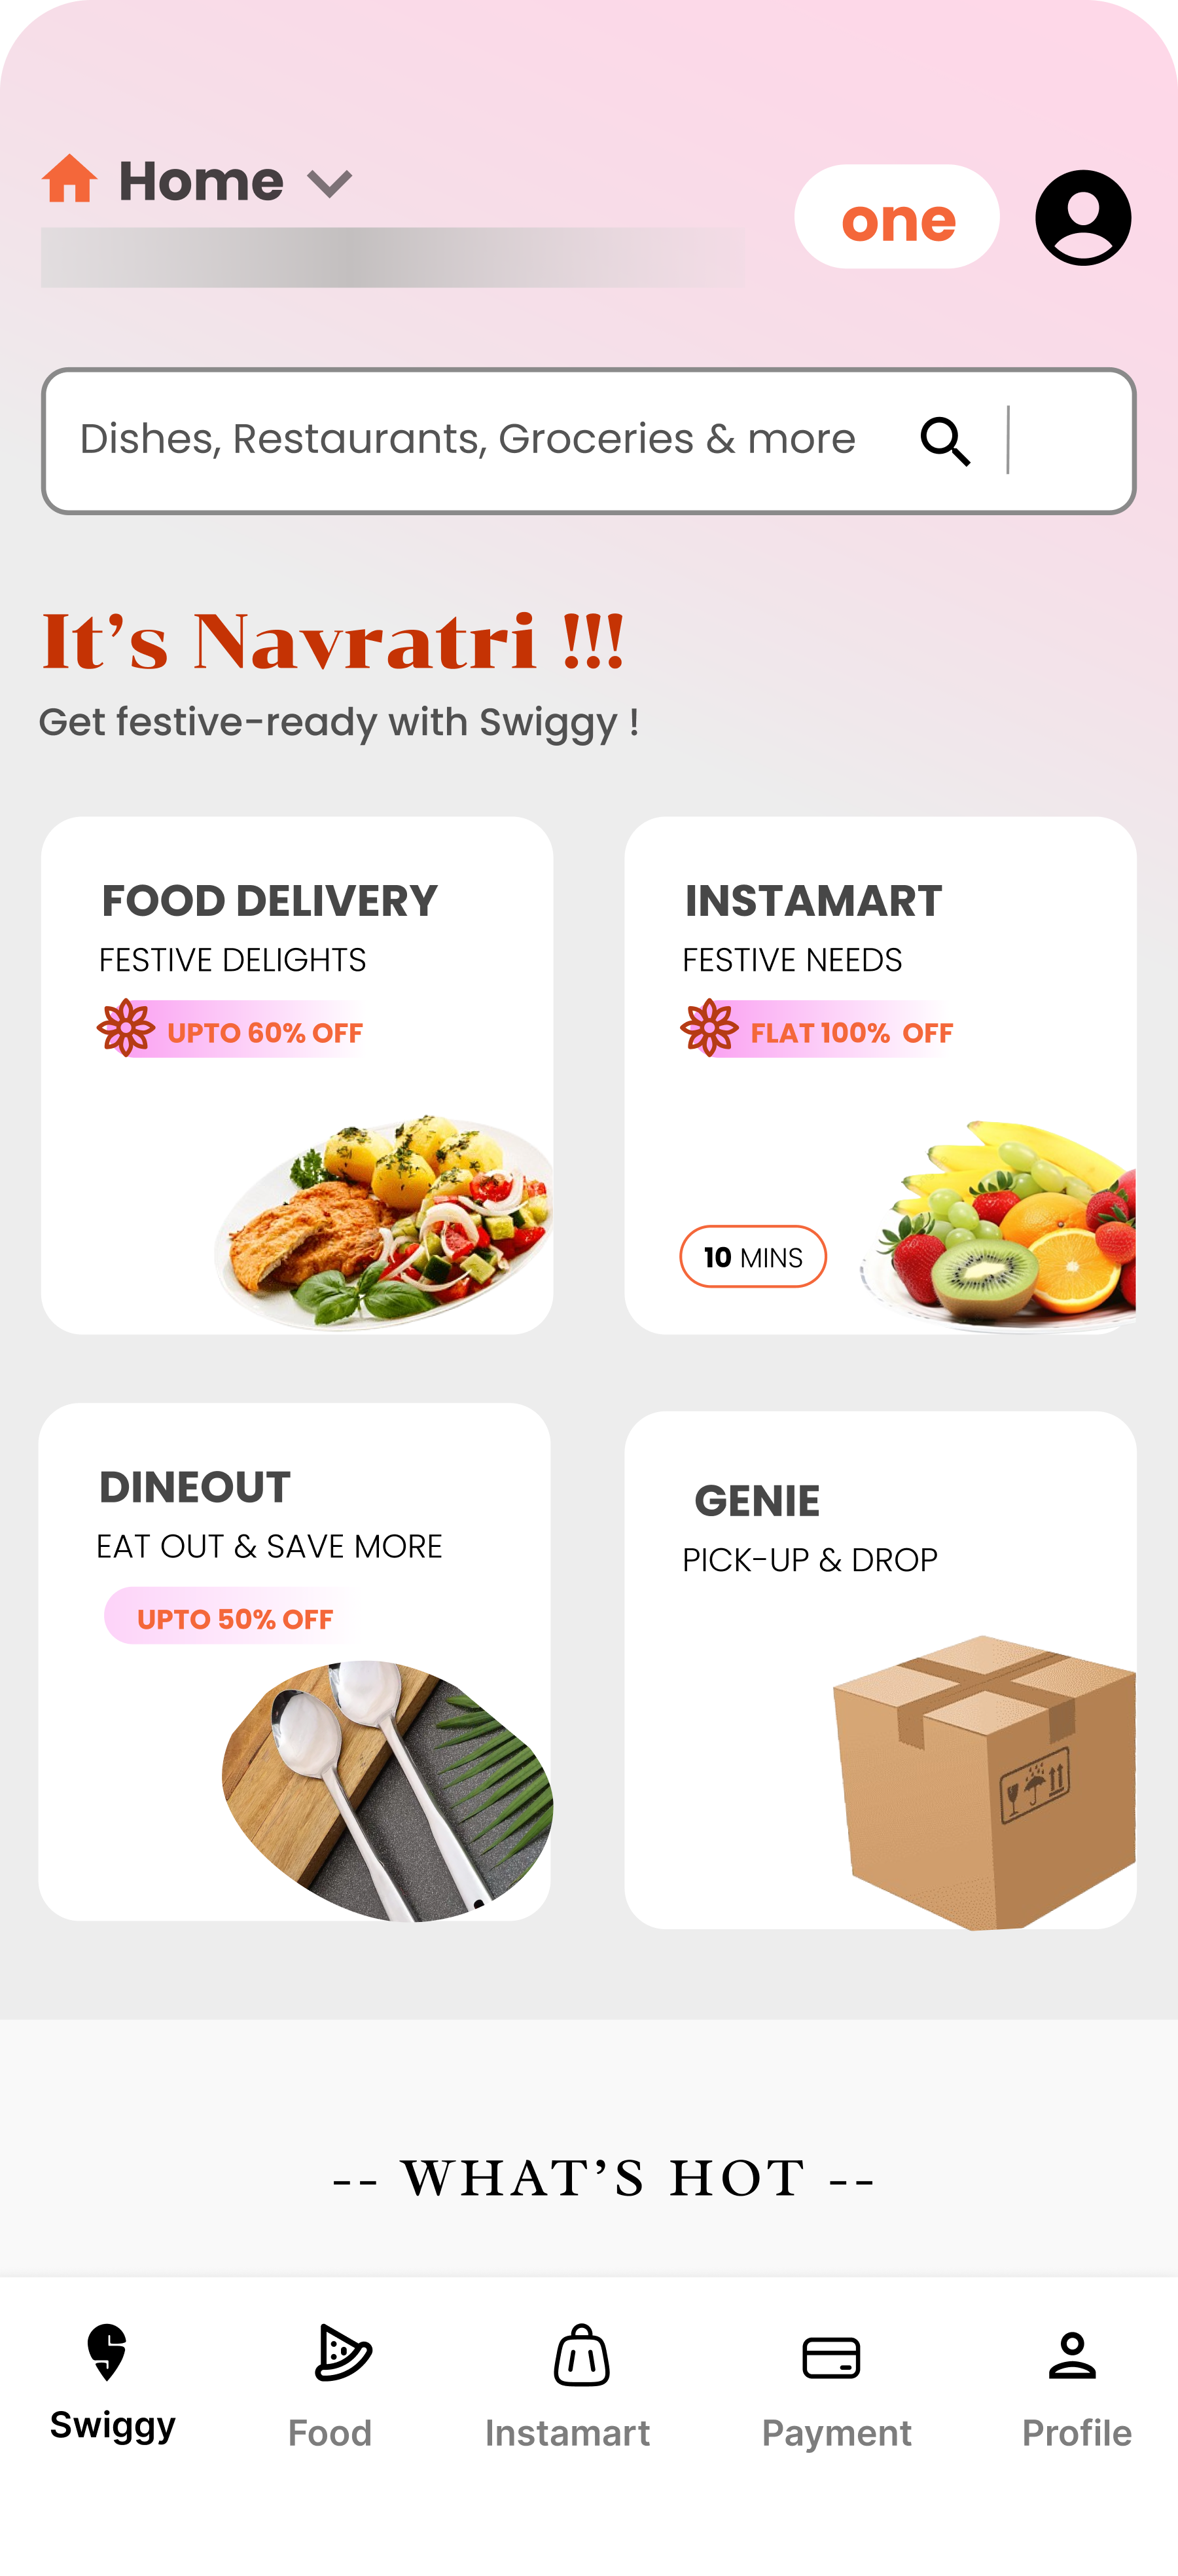 Home
one
Dishes, Restaurants, Groceries & more
It’s Navratri !!!
Get festive-ready with Swiggy !
FOOD DELIVERY
FESTIVE DELIGHTS
UPTO 60% OFF
INSTAMART
FESTIVE NEEDS
FLAT 100% OFF
10 MINS
DINEOUT
EAT OUT & SAVE MORE
UPTO 50% OFF
GENIE
PICK-UP & DROP
-- WHAT’S HOT --
Swiggy
Food
Instamart
Payment
Profile